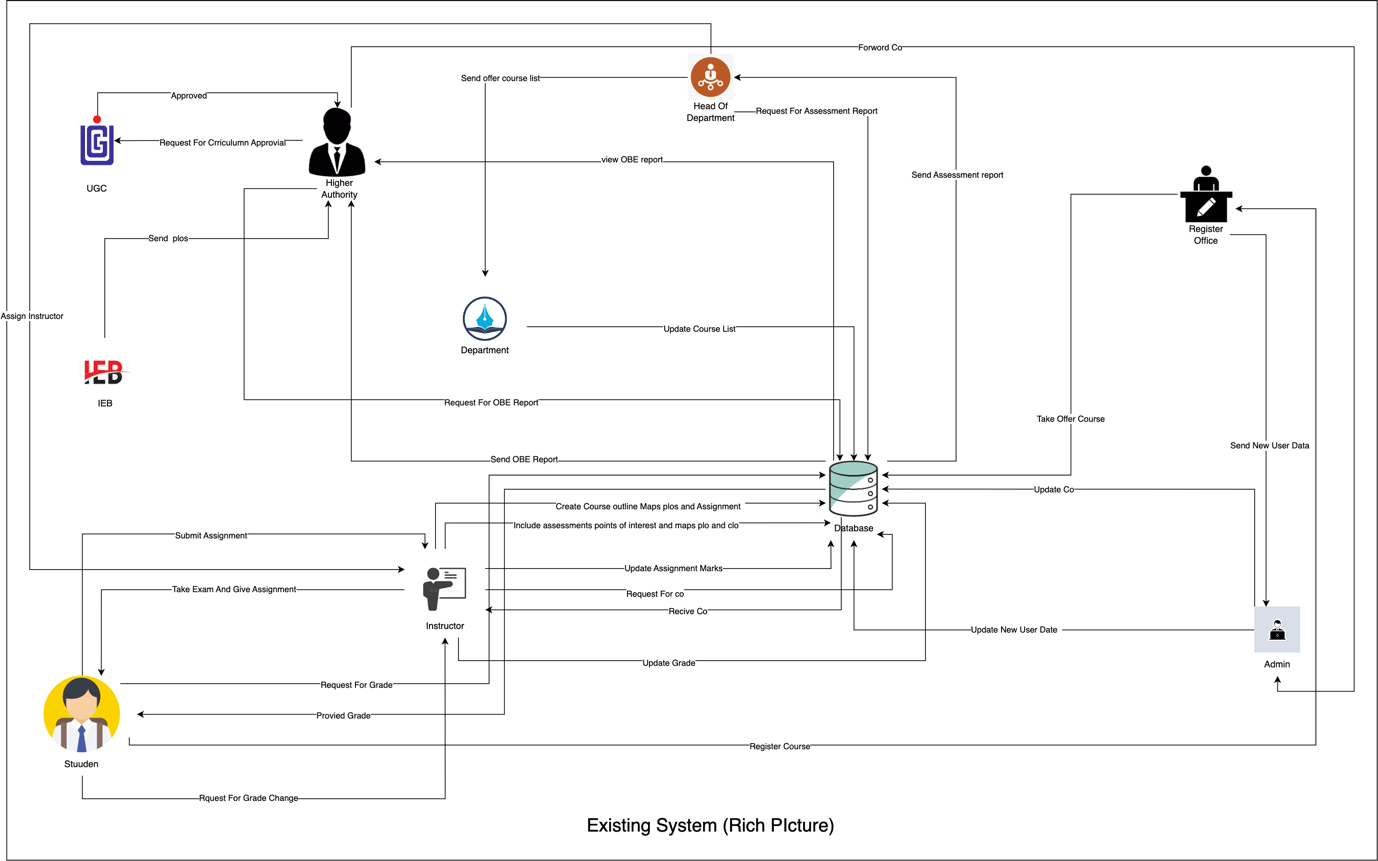 Forword Co
Send offer course list
Head Of
Department
Request For Assessment Report
Approved
Request For Crriculumn Approvial
UGC
Higher
Authority
view OBE report
Send Assessment report
Register
Office
Send  plos
Assign Instructor
Update Course List
Department
IEB
IEB
Request For OBE Report
Take Offer Course
Send New User Data
Send OBE Report
Update Co
Create Course outline Maps plos and Assignment
Include assessments points of interest and maps plo and clo
Database
Submit Assignment
Update Assignment Marks
Take Exam And Give Assignment
Request For co
Recive Co
Instructor
Update New User Date
Update Grade
Admin
Request For Grade
Provied Grade
Register Course
Stuuden
Rquest For Grade Change
Existing System (Rich PIcture)